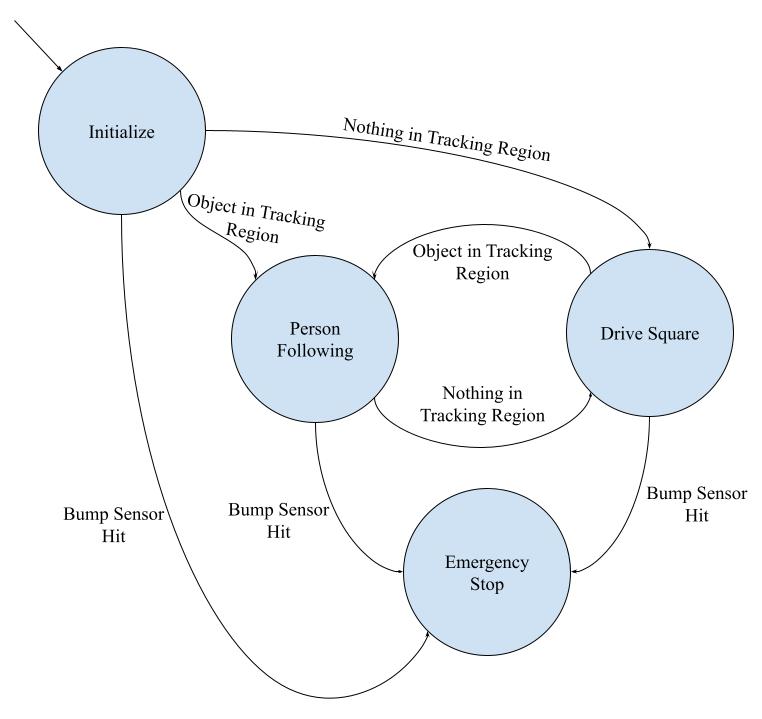 Initialize
Nothing in Tracking Region
Object in Tracking
Region
Object in Tracking
Region
Person
Following
Drive Square
Nothing in
Tracking Region
Bump Sensor
Hit
Bump Sensor
Hit
Bump Sensor
Hit
Emergency
Stop